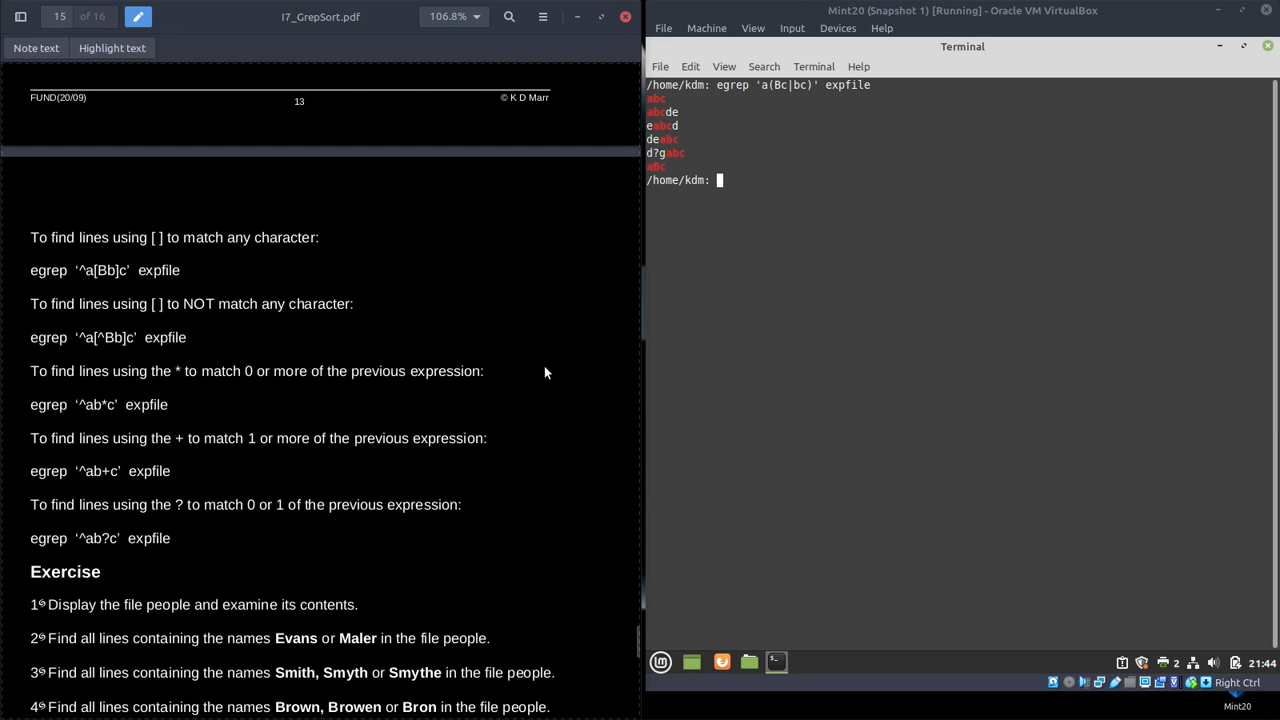 15 of 16
I7_GrepSort.pdf
106.8%
Note text
Highlight text
FUND(20/09)
13
© K D Marr
To find lines using [ ] to match any character:
egrep ‘^a[Bb]c’ expfile
To find lines using [ ] to NOT match any character:
egrep ‘^a[^Bb]c’ expfile
To find lines using the * to match 0 or more of the previous expression:
egrep ‘^ab*c’ expfile
To find lines using the + to match 1 or more of the previous expression:
egrep ‘^ab+c’ expfile
To find lines using the ? to match 0 or 1 of the previous expression:
egrep ‘^ab?c’ expfile
Exercise
1 Display the file people and examine its contents.
2 Find all lines containing the names Evans or Maler in the file people.
3 Find all lines containing the names Smith, Smyth or Smythe in the file people.
4 Find all lines containing the names Brown, Browen or Bron in the file people.
Mint20 (Snapshot 1) [Running] - Oracle VM VirtualBox
File Machine View Input Devices Help
Terminal
File Edit View Search Terminal Help
/home/kdm: egrep 'a(Bc|bc)' expfile
abc
abcde
eabcd
deabc
d?gabc
aBc
/home/kdm:
2
21:44
Right Ctrl
Mint20